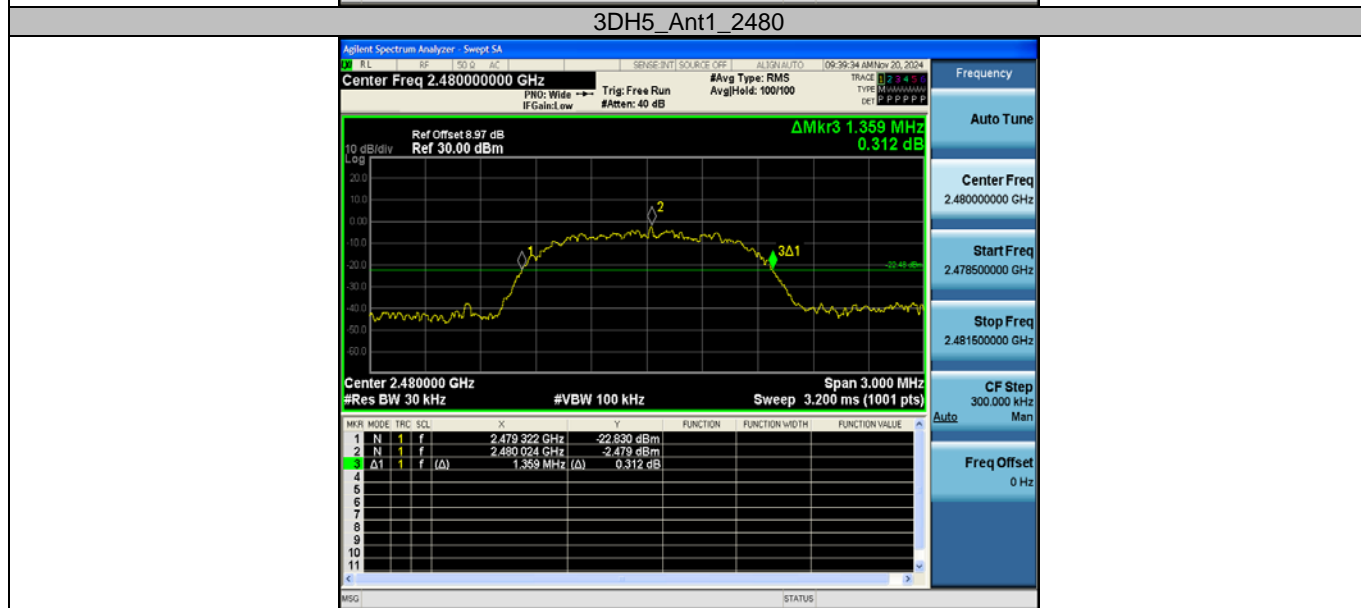 3DH5_Ant1_2480
Agilent Spectrum Analyzer - Swept SA
RL RF 50 Ω AC SENSE:INT SOURCE OFF ALIGN AUTO 09:39:34 AM Nov 20, 2024
Center Freq 2.480000000 GHz
PNO: Wide
IFGain:Low
Trig: Free Run
#Atten: 40 dB
#Avg Type: RMS
Avg|Hold: 100/100
TRACE 1 2 3 4 5 6
TYPE M
DET P P P P P P
ΔMkr3 1.359 MHz
0.312 dB
Ref Offset 8.97 dB
Ref 30.00 dBm
10 dB/div
Log
20.0
10.0
0.00
-10.0
-20.0
-30.0
-40.0
-50.0
-60.0
1
2
3Δ1
-22.48 dBm
Center 2.480000 GHz
Span 3.000 MHz
#Res BW 30 kHz
#VBW 100 kHz
Sweep 3.200 ms (1001 pts)
MKR MODE TRC SCL X Y FUNCTION FUNCTION WIDTH FUNCTION VALUE
1 N 1 f 2.479 322 GHz -22.830 dBm
2 N 1 f 2.480 024 GHz -2.479 dBm
3 Δ1 1 f (Δ) 1.359 MHz (Δ) 0.312 dB
4
5
6
7
8
9
10
11
MSG
STATUS
Frequency
Auto Tune
Center Freq
2.480000000 GHz
Start Freq
2.478500000 GHz
Stop Freq
2.481500000 GHz
CF Step
300.000 kHz
Auto Man
Freq Offset
0 Hz